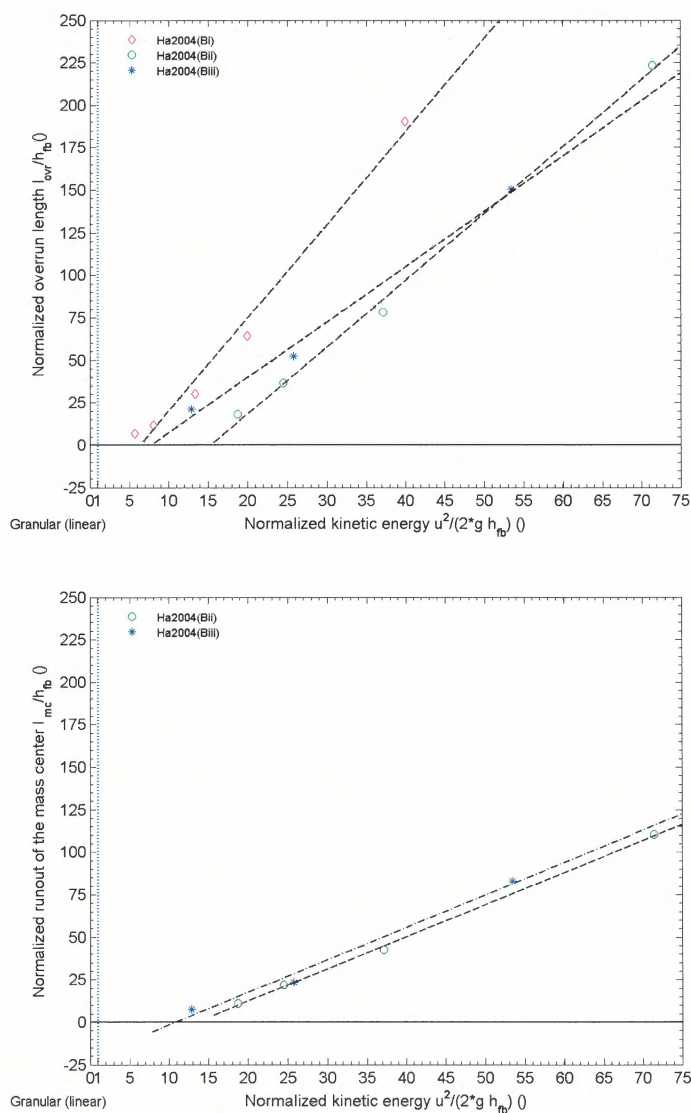 250
225
200
175
150
125
100
75
50
25
0
-25
Normalized overrun length l_ovr/h_fb ()
Ha2004(Bi)
Ha2004(Bii)
Ha2004(Biii)
01 5 10 15 20 25 30 35 40 45 50 55 60 65 70 75
Granular (linear)
Normalized kinetic energy u^2/(2*g h_fb) ()
250
225
200
175
150
125
100
75
50
25
0
-25
Normalized runout of the mass center l_mc/h_fb ()
Ha2004(Bii)
Ha2004(Biii)
01 5 10 15 20 25 30 35 40 45 50 55 60 65 70 75
Granular (linear)
Normalized kinetic energy u^2/(2*g h_fb) ()